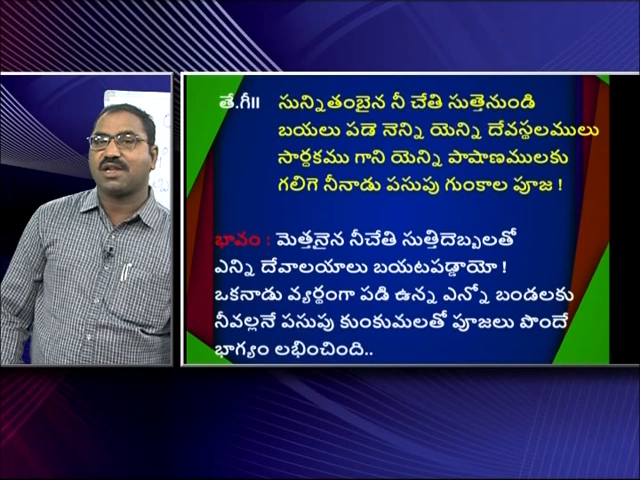 తే.గీ॥ సున్నితంబైన నీ చేతి సుత్తెనుండి
బయలు పడె నెన్ని యెన్ని దేవస్థలములు
సార్థకము గాని యెన్ని పాషాణములకు
గలిగె నీనాడు పసుపు గుంకాల పూజ !
భావం : మెత్తనైన నీచేతి సుత్తిదెబ్బలతో
ఎన్ని దేవాలయాలు బయటపడ్డాయో !
ఒకనాడు వ్యర్థంగా పడి ఉన్న ఎన్నో బండలకు
నీవల్లనే పసుపు కుంకుమలతో పూజలు పొందే
భాగ్యం లభించింది..